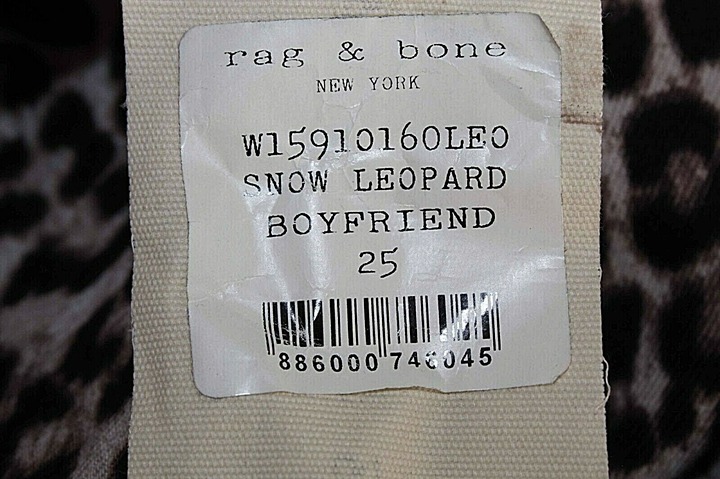 rag & bone
NEW YORK
W15910160LEO
SNOW LEOPARD
BOYFRIEND
25
886000 746045